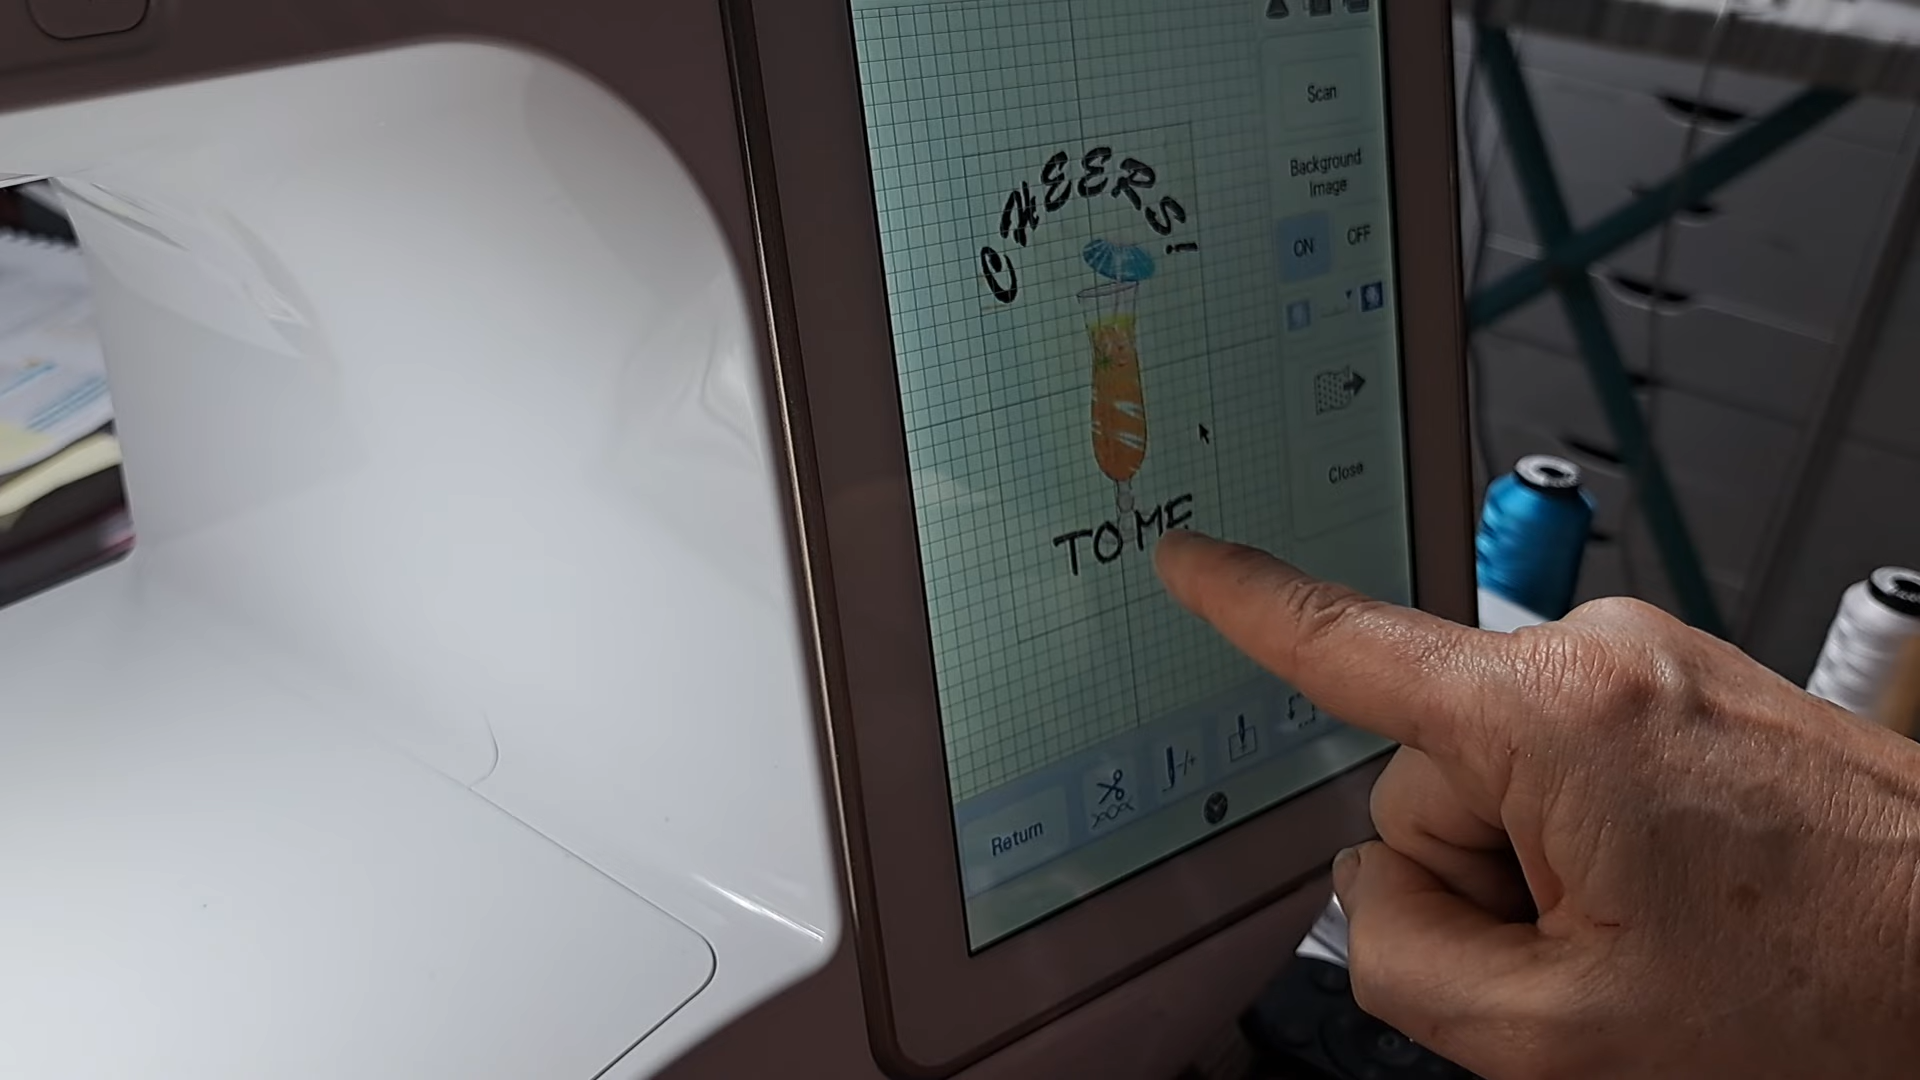 Scan
Background
Image
ON OFF
CHEERS!
Close
TO ME
Return